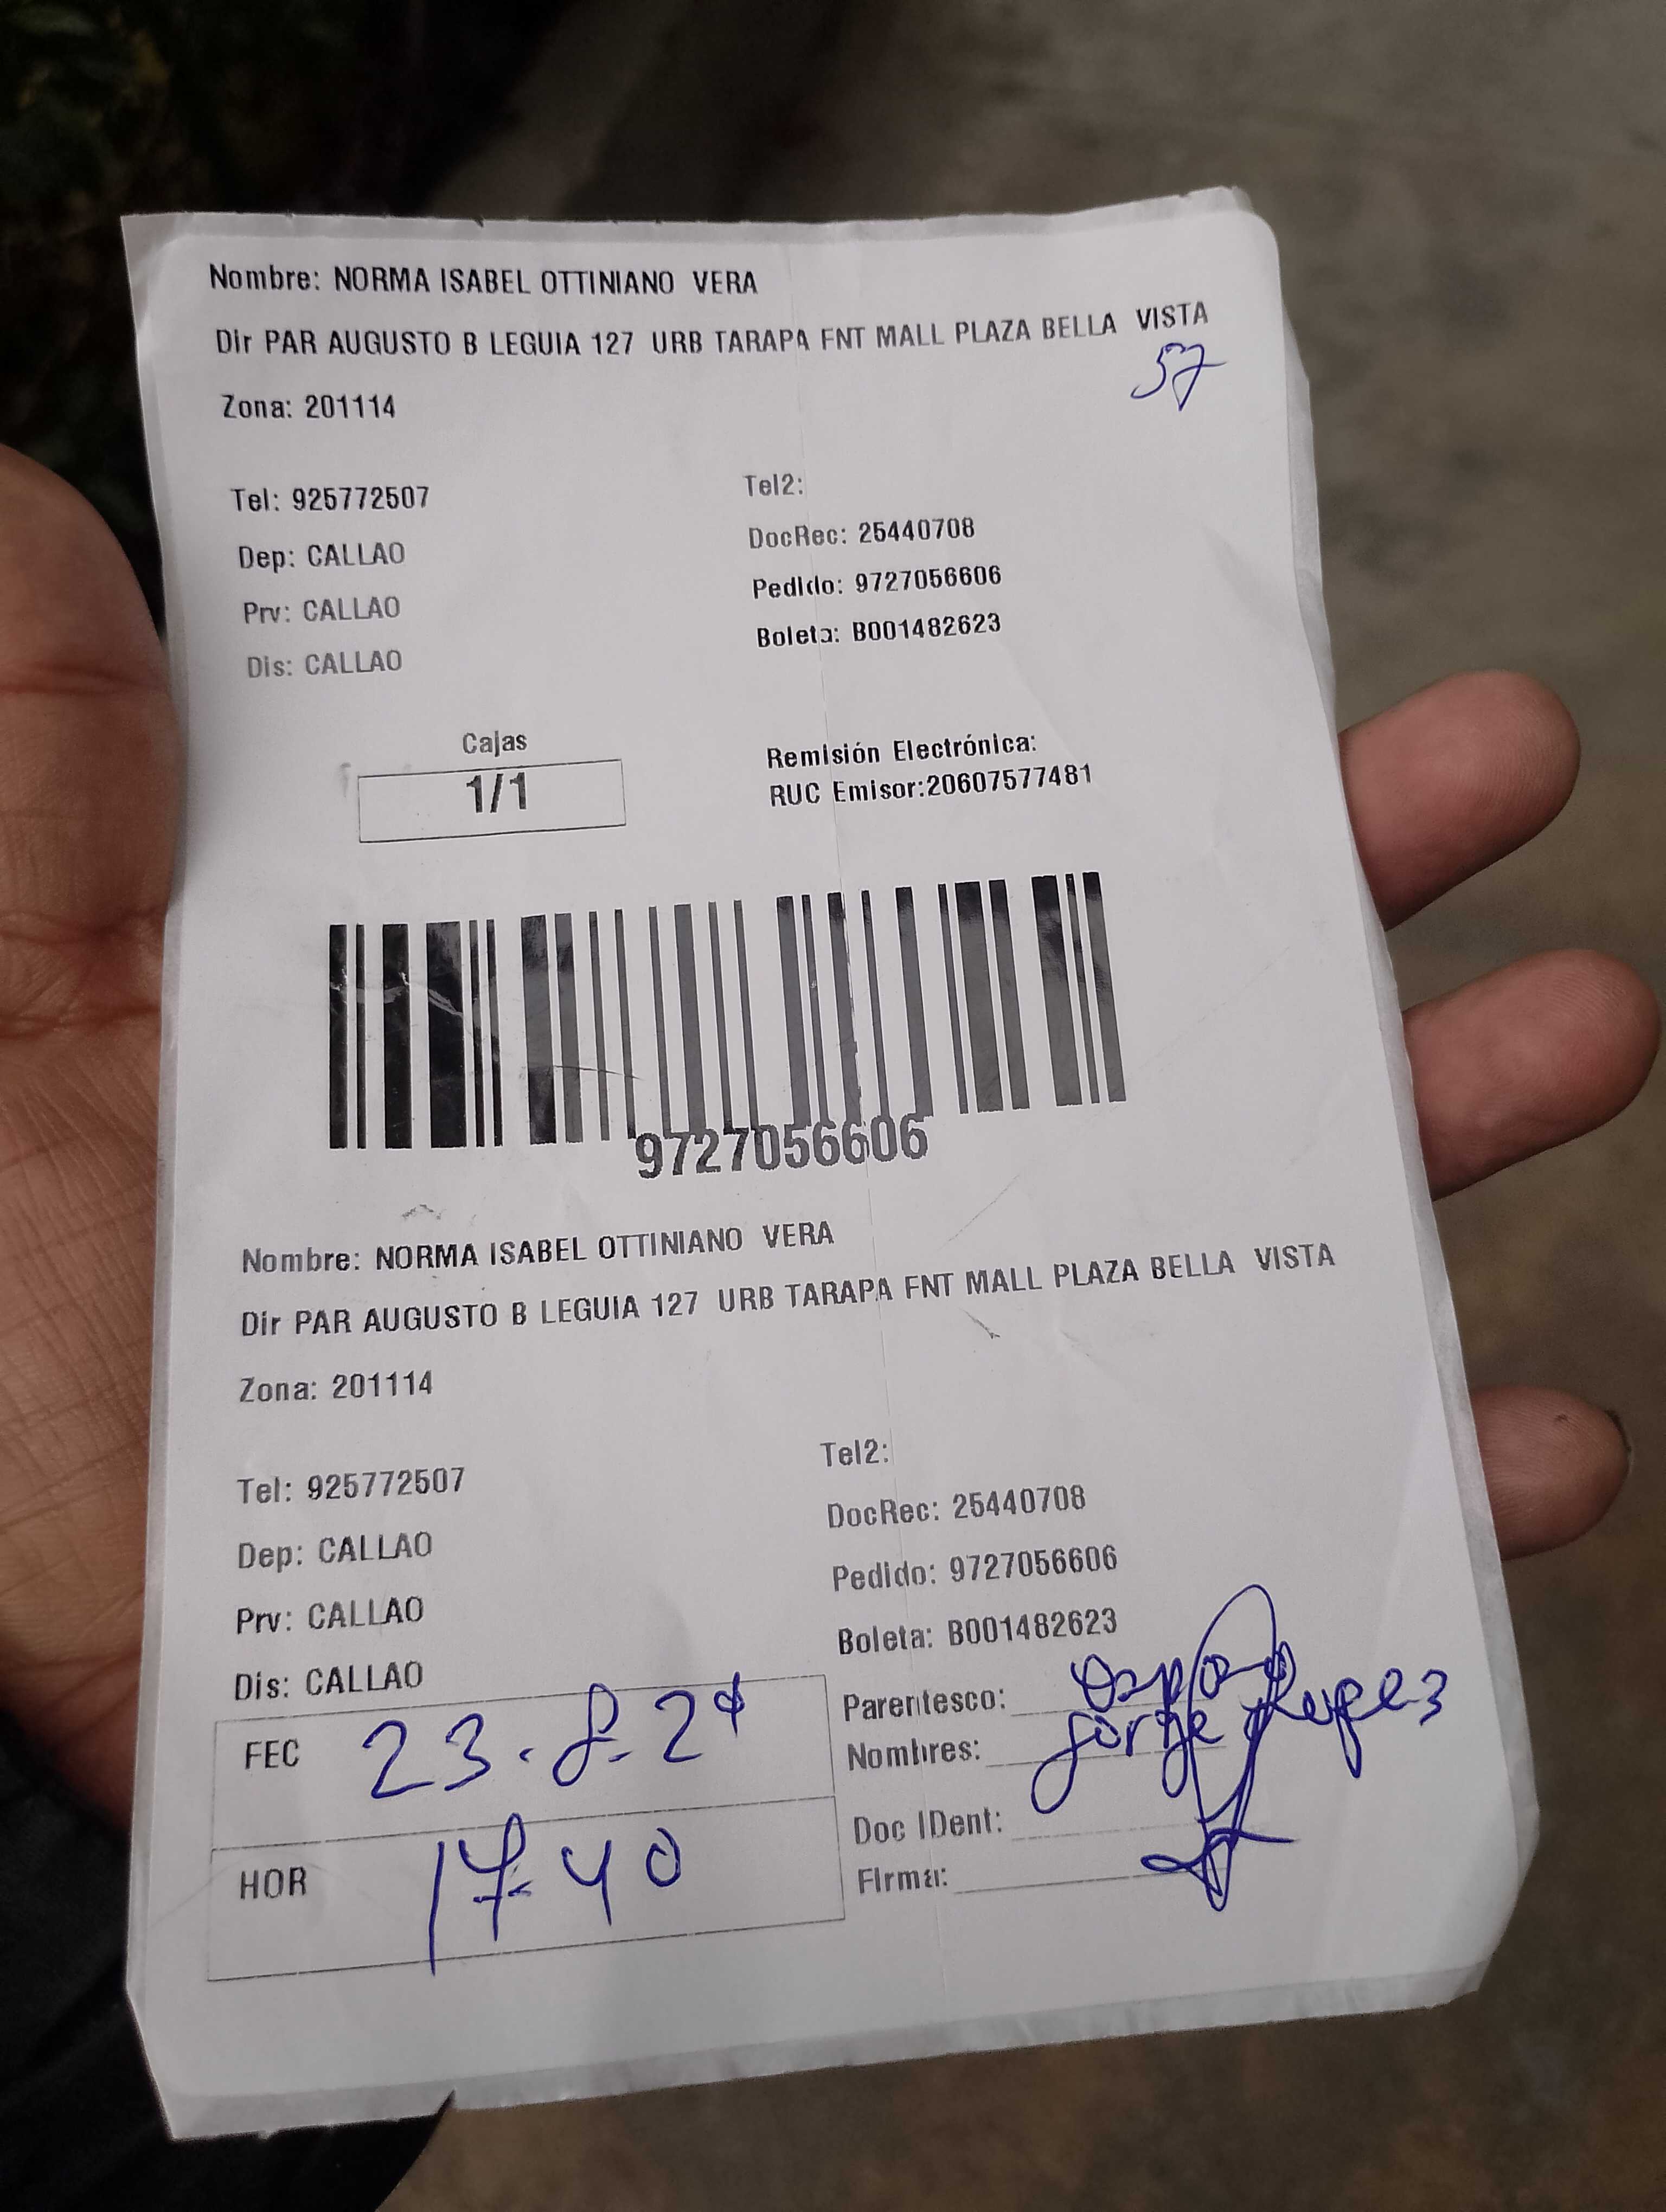 Nombre: NORMA ISABEL OTTINIANO VERA
Dir PAR AUGUSTO B LEGUIA 127 URB TARAPA FNT MALL PLAZA BELLA VISTA
57
Zona: 201114
Tel: 925772507
Tel2:
Dep: CALLAO
DocRec: 25440708
Prv: CALLAO
Pedido: 9727056606
Dis: CALLAO
Boleta: B001482623
Cajas
1/1
Remisión Electrónica:
RUC Emisor:20607577481
9727056606
Nombre: NORMA ISABEL OTTINIANO VERA
Dir PAR AUGUSTO B LEGUIA 127 URB TARAPA FNT MALL PLAZA BELLA VISTA
Zona: 201114
Tel: 925772507
Tel2:
Dep: CALLAO
DocRec: 25440708
Prv: CALLAO
Pedido: 9727056606
Dis: CALLAO
Boleta: B001482623
FEC 23.8.24
HOR 17.40
Parentesco:
Nombres: Jorge
Doc IDent:
Firma: